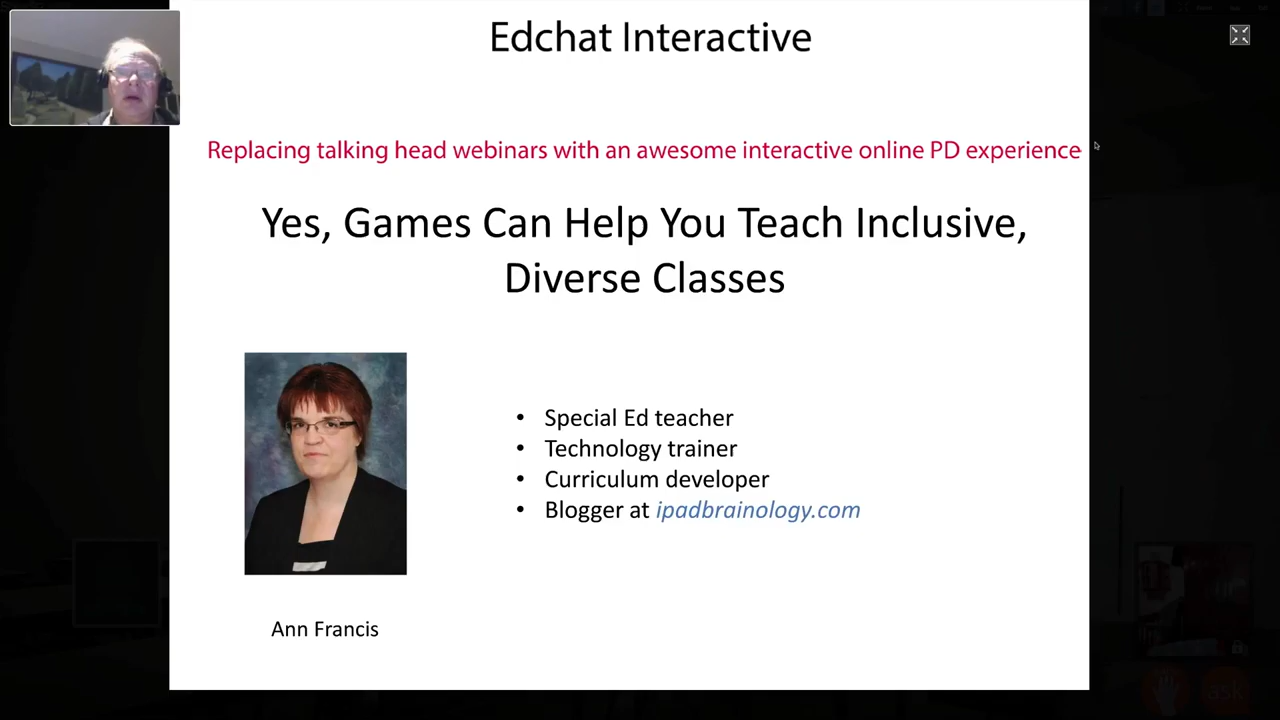 Edchat Interactive
Replacing talking head webinars with an awesome interactive online PD experience
Yes, Games Can Help You Teach Inclusive,
Diverse Classes
• Special Ed teacher
• Technology trainer
• Curriculum developer
• Blogger at ipadbrainology.com
Ann Francis
ask